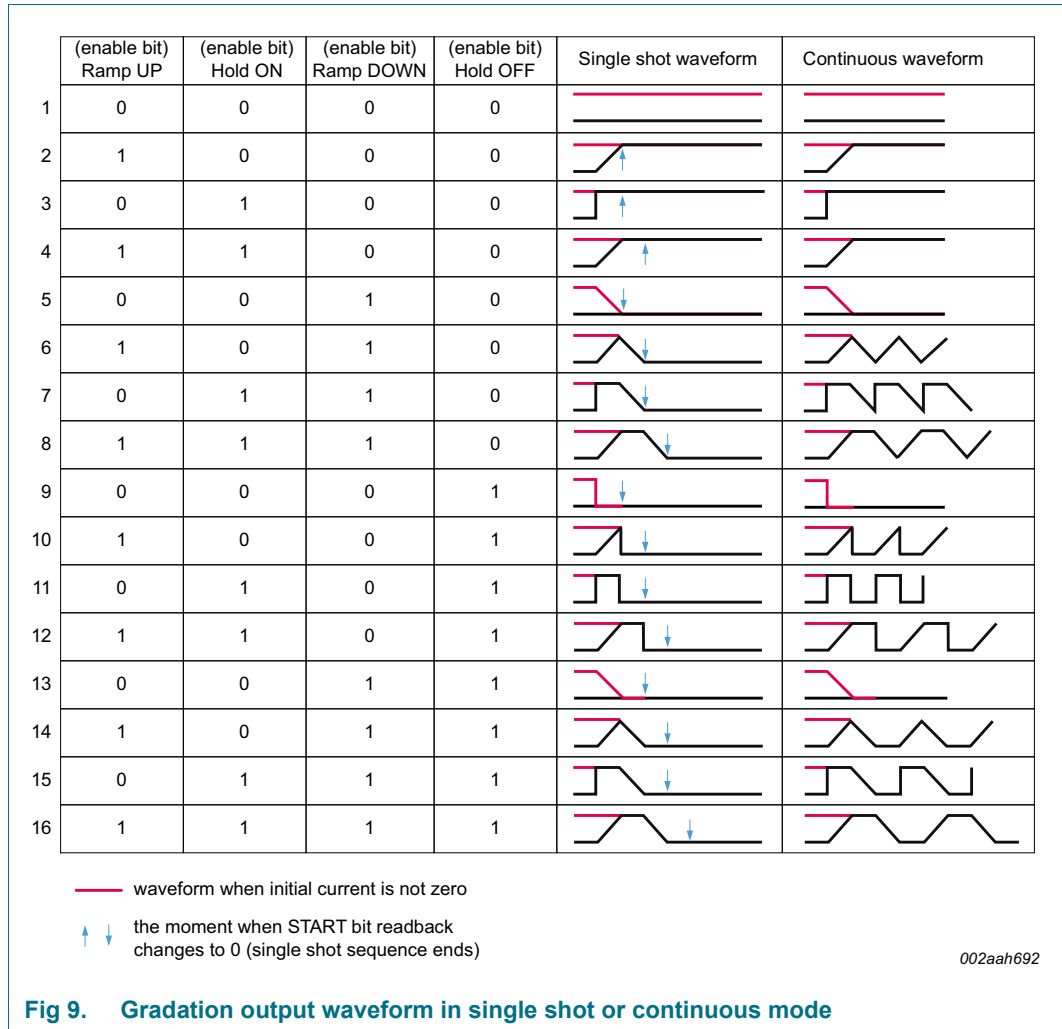 (enable bit) Ramp UP (enable bit) Hold ON (enable bit) Ramp DOWN (enable bit) Hold OFF Single shot waveform Continuous waveform
1 0 0 0 0
2 1 0 0 0
3 0 1 0 0
4 1 1 0 0
5 0 0 1 0
6 1 0 1 0
7 0 1 1 0
8 1 1 1 0
9 0 0 0 1
10 1 0 0 1
11 0 1 0 1
12 1 1 0 1
13 0 0 1 1
14 1 0 1 1
15 0 1 1 1
16 1 1 1 1
waveform when initial current is not zero
the moment when START bit readback
changes to 0 (single shot sequence ends)
002aah692
Fig 9. Gradation output waveform in single shot or continuous mode